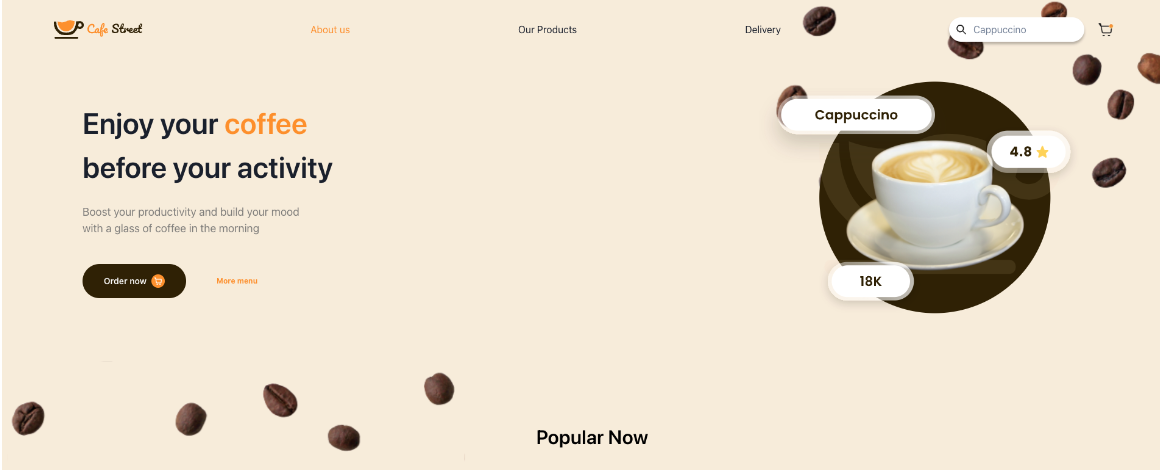 Cafe Street
About us
Our Products
Delivery
Cappuccino
Enjoy your coffee
before your activity
Boost your productivity and build your mood
with a glass of coffee in the morning
Order now
More menu
Cappuccino
4.8
18K
Popular Now